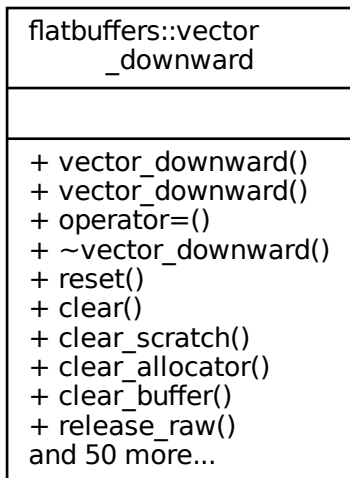 flatbuffers::vector
_downward
+ vector_downward()
+ vector_downward()
+ operator=()
+ ~vector_downward()
+ reset()
+ clear()
+ clear_scratch()
+ clear_allocator()
+ clear_buffer()
+ release_raw()
and 50 more...